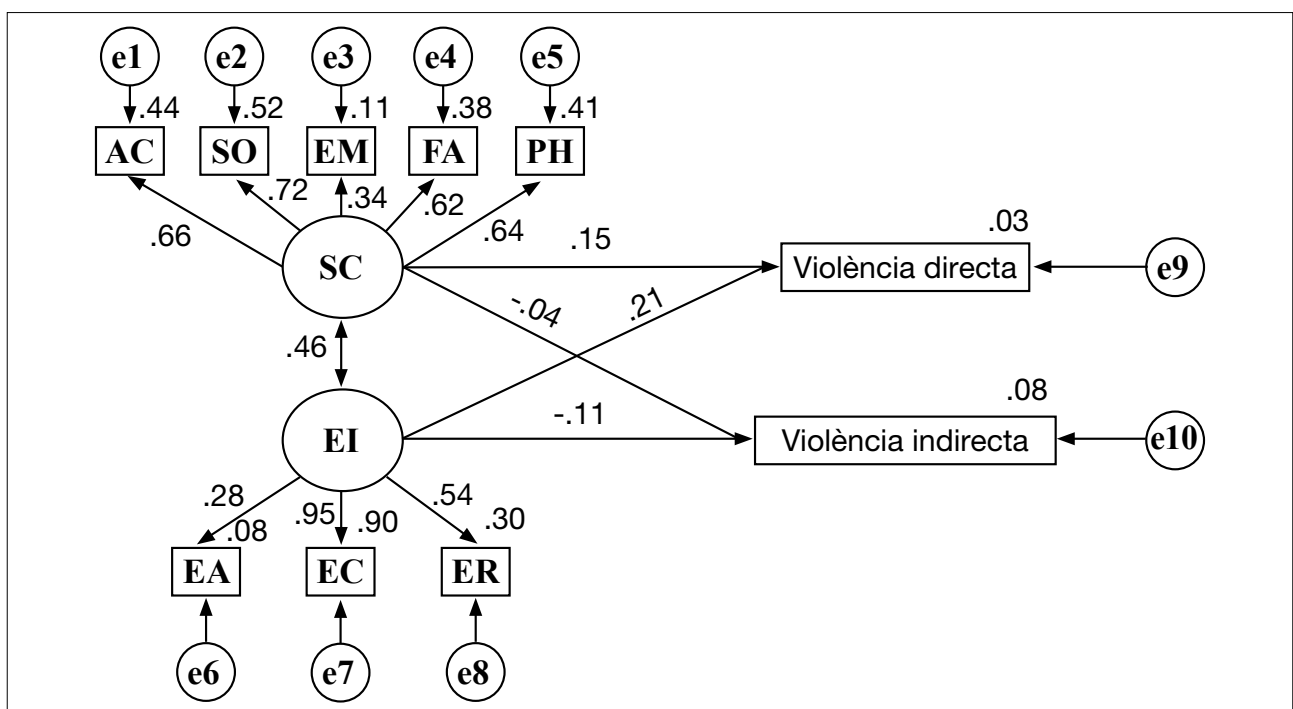 e1 e2 e3 e4 e5
.44 .52 .11 .38 .41
AC SO EM FA PH
.66 .72 .34 .62 .64
SC
.15
.03
Violència directa
e9
-.04
.21
.46
EI
-.11
.08
Violència indirecta
e10
.28 .95 .54
.08 .90 .30
EA EC ER
e6 e7 e8